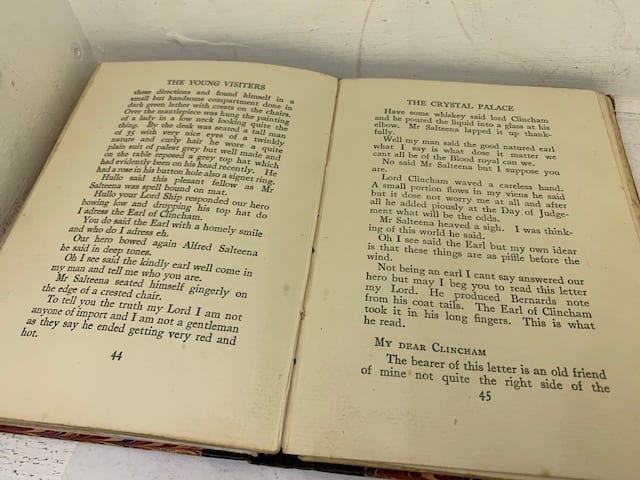 THE YOUNG VISITERS
these directions and found himself in a
small but handsome compartment done in
dark green lether with crests on the chairs.
Over the mantlepiece was hung the painting
of a lady in a low neck looking quite the
thing. By the desk was seated a tall man
of 35 with very nice eyes of a twinkly
nature and curly hair he wore a quite
plain suit of palest grey but well made and
on the table reposed a grey top hat which
had evidently been on his head recently. He
had a rose in his button hole also a signet ring.
Hullo said this plesant fellow as Mr
Salteena was spell bound on mat.
Hullo your Lord Ship responded our hero
bowing low and dropping his top hat do
I adress the Earl of Clincham.
You do said the Earl with a homely smile
and who do I adress eh.
Our hero bowed again Alfred Salteena
he said in deep tones.
Oh I see said the kindly earl well come in
my man and tell me who you are.
Mr Salteena seated himself gingerly on
the edge of a crested chair.
To tell you the truth my Lord I am not
anyone of import and I am not a gentleman
as they say he ended getting very red and
hot.
44
THE CRYSTAL PALACE
Have some whiskey said lord Clincham
and he poured the liquid into a glass at his
elbow. Mr Salteena lapped it up thank-
fully.
Well my man said the good natured earl
what I say is what dose it matter we
cant all be of the Blood royal can we.
No said Mr Salteena but I suppose you
are.
Lord Clincham waved a careless hand.
A small portion flows in my viens he said
but it dose not worry me at all and after
all he added piously at the Day of Judge-
ment what will be the odds.
Mr Salteena heaved a sigh. I was think-
ing of this world he said.
Oh I see said the Earl but my own idear
is that these things are as piffle before the
wind.
Not being an earl I cant say answered our
hero but may I beg you to read this letter
my Lord. He produced Bernards note
from his coat tails. The Earl of Clincham
took it in his long fingers. This is what
he read.
MY DEAR CLINCHAM
The bearer of this letter is an old friend
of mine not quite the right side of the
45